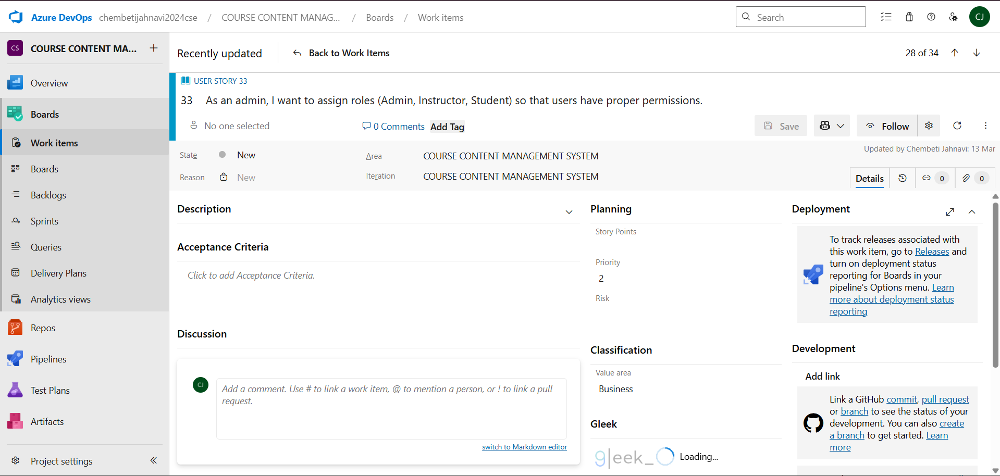 Azure DevOps chembetijahnavi2024cse / COURSE CONTENT MANAG... / Boards / Work items
Search
CJ
CS COURSE CONTENT MA... +
Overview
Boards
Work items
Boards
Backlogs
Sprints
Queries
Delivery Plans
Analytics views
Repos
Pipelines
Test Plans
Artifacts
Project settings
Recently updated
Back to Work Items
28 of 34
USER STORY 33
33 As an admin, I want to assign roles (Admin, Instructor, Student) so that users have proper permissions.
No one selected
0 Comments
Add Tag
Save
Follow
State New
Area COURSE CONTENT MANAGEMENT SYSTEM
Updated by Chembeti Jahnavi: 13 Mar
Reason New
Iteration COURSE CONTENT MANAGEMENT SYSTEM
Details
0
0
Description
Acceptance Criteria
Click to add Acceptance Criteria.
Discussion
CJ
Add a comment. Use # to link a work item, @ to mention a person, or ! to link a pull
request.
switch to Markdown editor
Planning
Story Points
Priority
2
Risk
Classification
Value area
Business
Gleek
g|eek_ Loading...
Deployment
To track releases associated with
this work item, go to Releases and
turn on deployment status
reporting for Boards in your
pipeline's Options menu. Learn
more about deployment status
reporting
Development
Add link
Link a GitHub commit, pull request
or branch to see the status of your
development. You can also create
a branch to get started. Learn
more